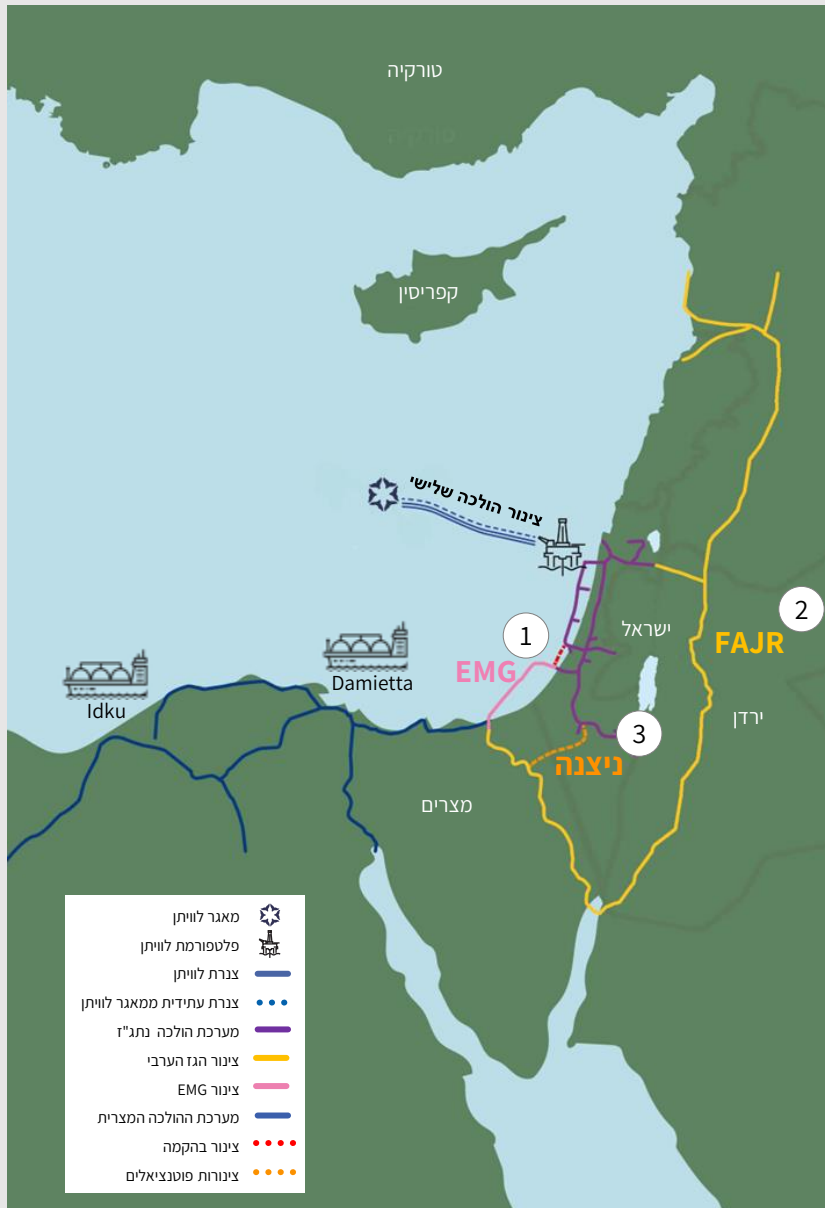 טורקיה
טורקיה
קפריסין
צינור הולכה שלישי
2
1
ישראל
FAJR
EMG
Damietta
Idku
ירדן
3
ניצנה
מצרים
מאגר לוויתן
פלטפורמת לוויתן
צנרת לוויתן
צנרת עתידית ממאגר לוויתן
מערכת הולכה נתג"ז
צינור הגז הערבי
צינור EMG
מערכת ההולכה המצרית
צינור בהקמה
צינורות פוטנציאלים